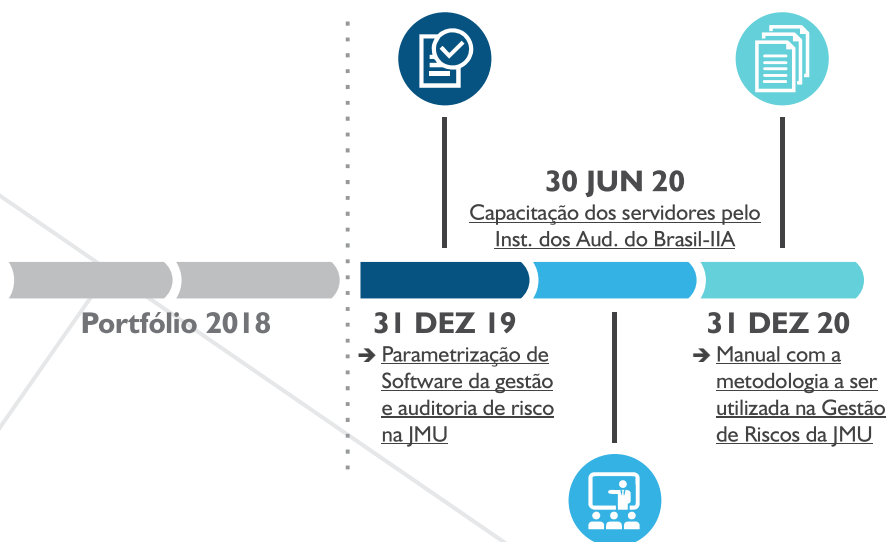 30 JUN 20
Capacitação dos servidores pelo
Inst. dos Aud. do Brasil-IIA
Portfólio 2018
31 DEZ 19
➔ Parametrização de
Software da gestão
e auditoria de risco
na JMU
31 DEZ 20
➔ Manual com a
metodologia a ser
utilizada na Gestão
de Riscos da JMU